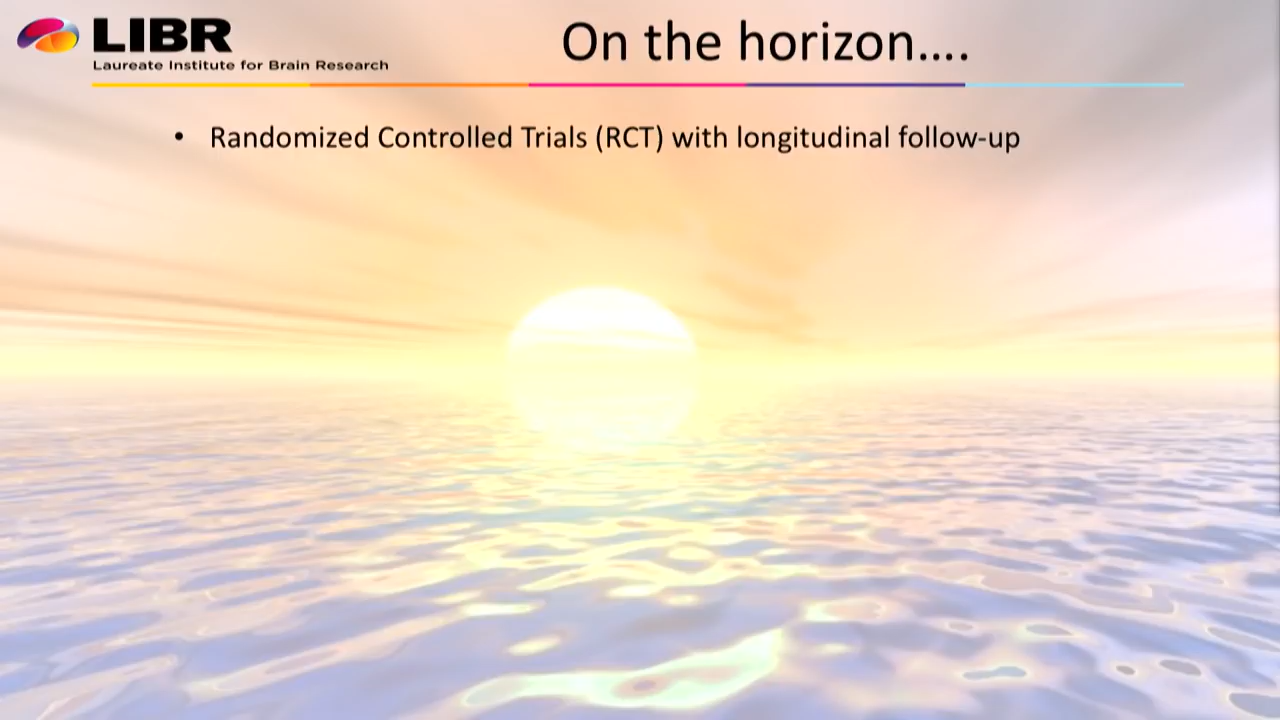 LIBR
Laureate Institute for Brain Research
On the horizon....
• Randomized Controlled Trials (RCT) with longitudinal follow-up